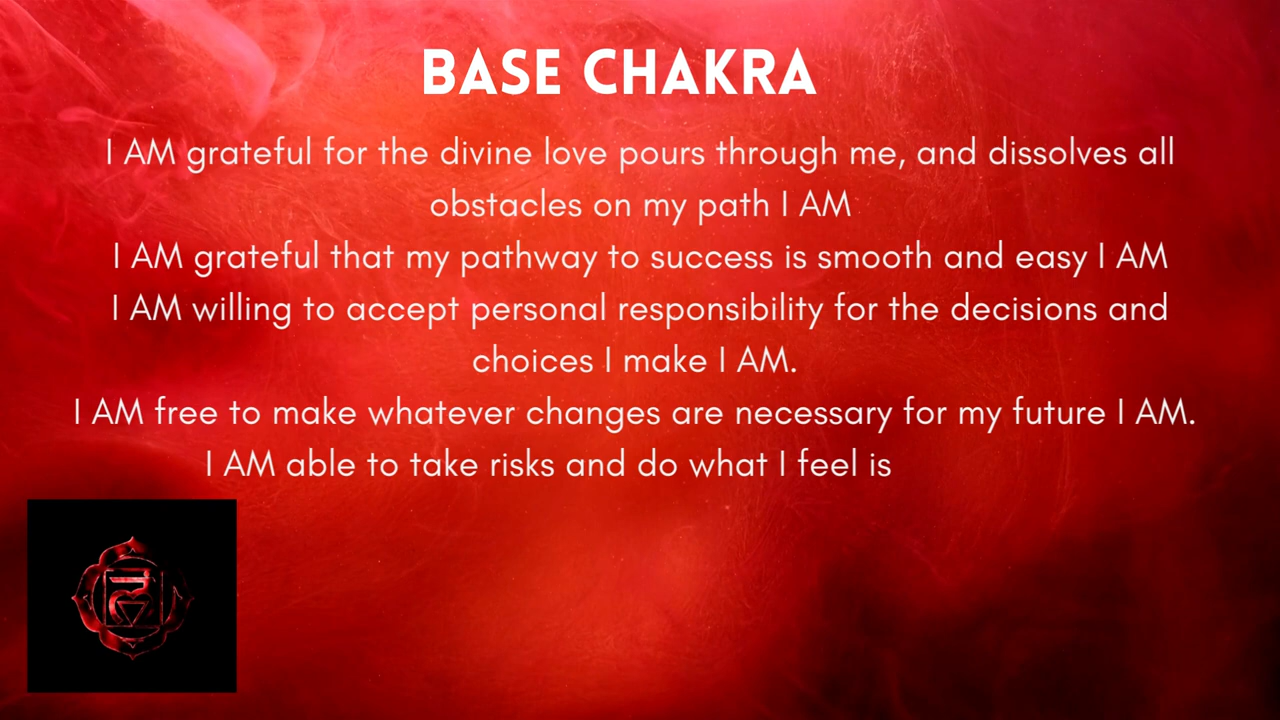 BASE CHAKRA
I AM grateful for the divine love pours through me, and dissolves all
obstacles on my path I AM
I AM grateful that my pathway to success is smooth and easy I AM
I AM willing to accept personal responsibility for the decisions and
choices I make I AM.
I AM free to make whatever changes are necessary for my future I AM.
I AM able to take risks and do what I feel is